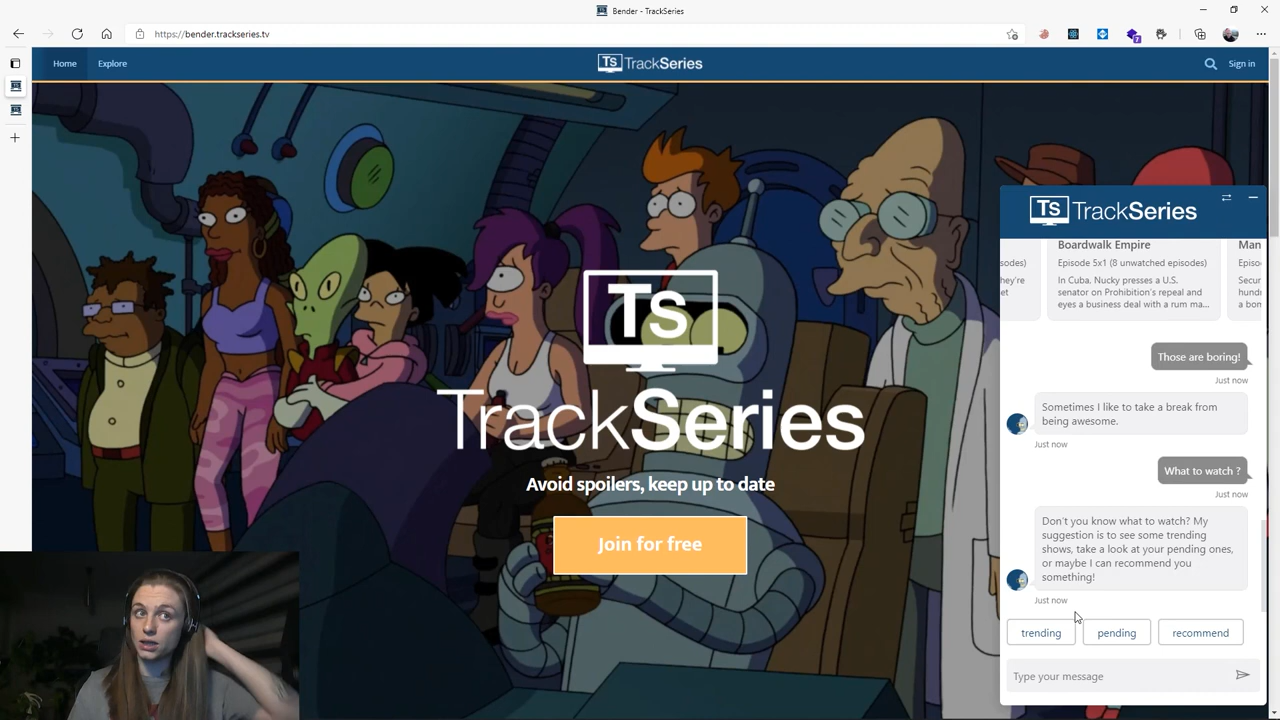 Bender - TrackSeries
https://bender.trackseries.tv
7
Home
Explore
TS TrackSeries
Sign in
TS
TrackSeries
Avoid spoilers, keep up to date
Join for free
TS TrackSeries
Boardwalk Empire
Man
Episode 5x1 (8 unwatched episodes)
In Cuba, Nucky presses a U.S.
senator on Prohibition's repeal and
eyes a business deal with a rum ma...
Those are boring!
Just now
Sometimes I like to take a break from
being awesome.
Just now
What to watch ?
Just now
Don't you know what to watch? My
suggestion is to see some trending
shows, take a look at your pending ones,
or maybe I can recommend you
something!
Just now
trending
pending
recommend
Type your message